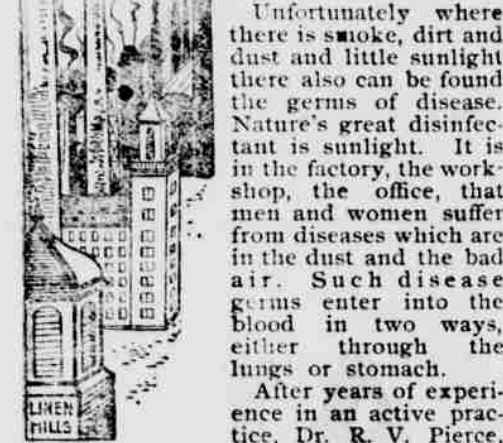 Unfortunately where
there is smoke, dirt and
dust and little sunlight
there also can be found
the germs of disease.
Nature's great disinfec-
tant is sunlight. It is
in the factory, the work-
shop, the office, that
men and women suffer
from diseases which are
in the dust and the bad
air. Such disease
germs enter into the
blood in two ways,
either through the
lungs or stomach.
After years of experi-
ence in an active prac-
tice, Dr. R. V. Pierce,
LINEN
MILLS